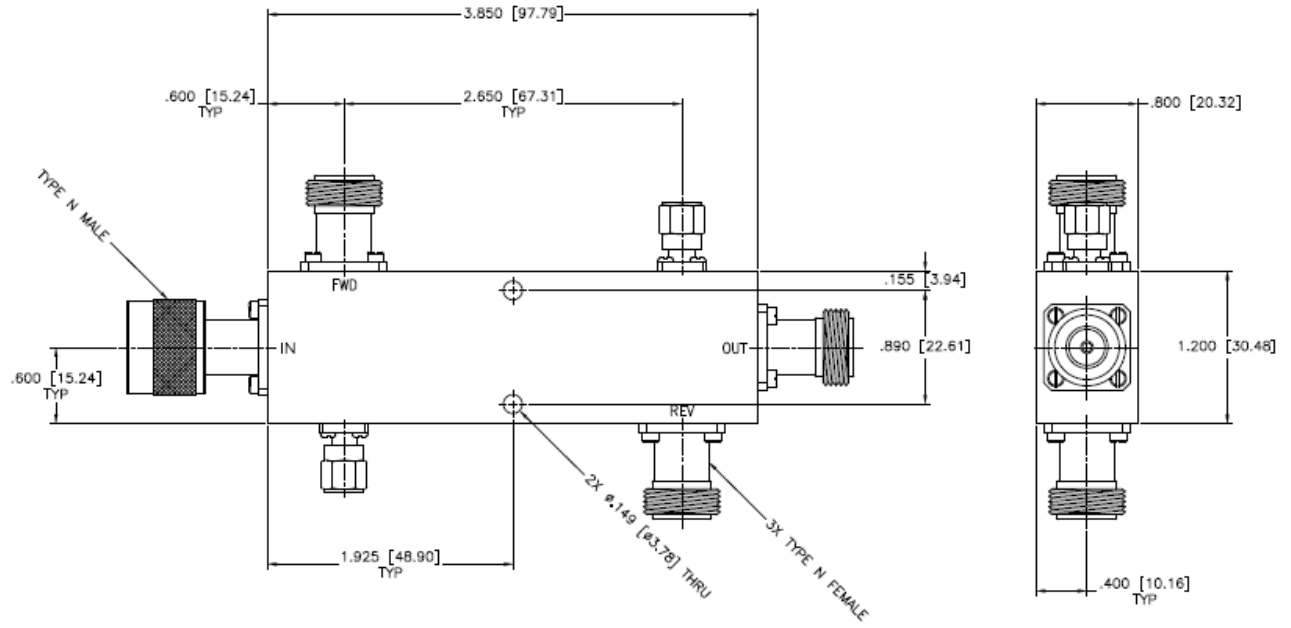 3.850 [97.79]
.600 [15.24]
TYP
2.650 [67.31]
TYP
.800 [20.32]
TYPE N MALE
FWD
.155 [3.94]
IN
OUT
.890 [22.61]
1.200 [30.48]
.600 [15.24]
TYP
REV
2X ø.149 [ø3.78] THRU
3X TYPE N FEMALE
1.925 [48.90]
TYP
.400 [10.16]
TYP